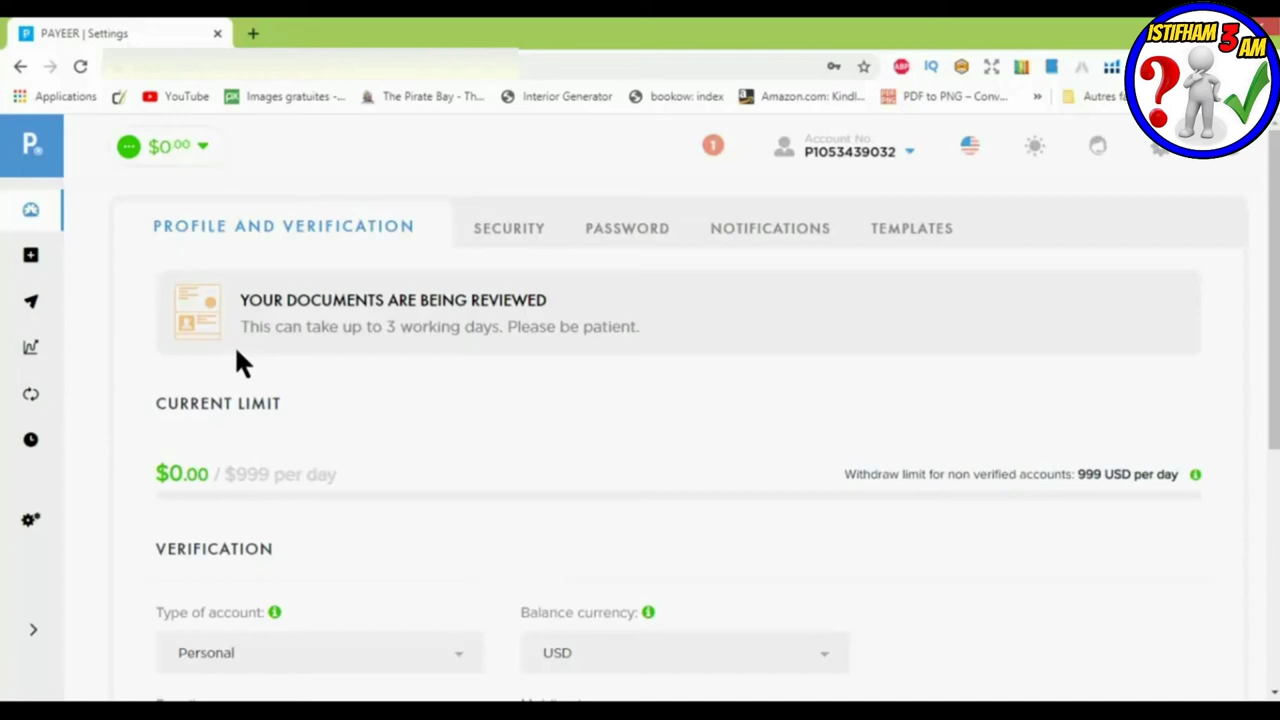 PAYEER | Settings
ISTIFHAM 3 AM
ABP
IQ
Applications
YouTube
Images gratuites -...
The Pirate Bay - Th...
Interior Generator
bookow: index
Amazon.com: Kindl...
PDF to PNG – Conv...
»
P
$0.00
1
Account No
P1053439032
PROFILE AND VERIFICATION
SECURITY
PASSWORD
NOTIFICATIONS
TEMPLATES
YOUR DOCUMENTS ARE BEING REVIEWED
This can take up to 3 working days. Please be patient.
CURRENT LIMIT
$0.00 / $999 per day
Withdraw limit for non verified accounts: 999 USD per day
VERIFICATION
Type of account:
Balance currency:
Personal
USD